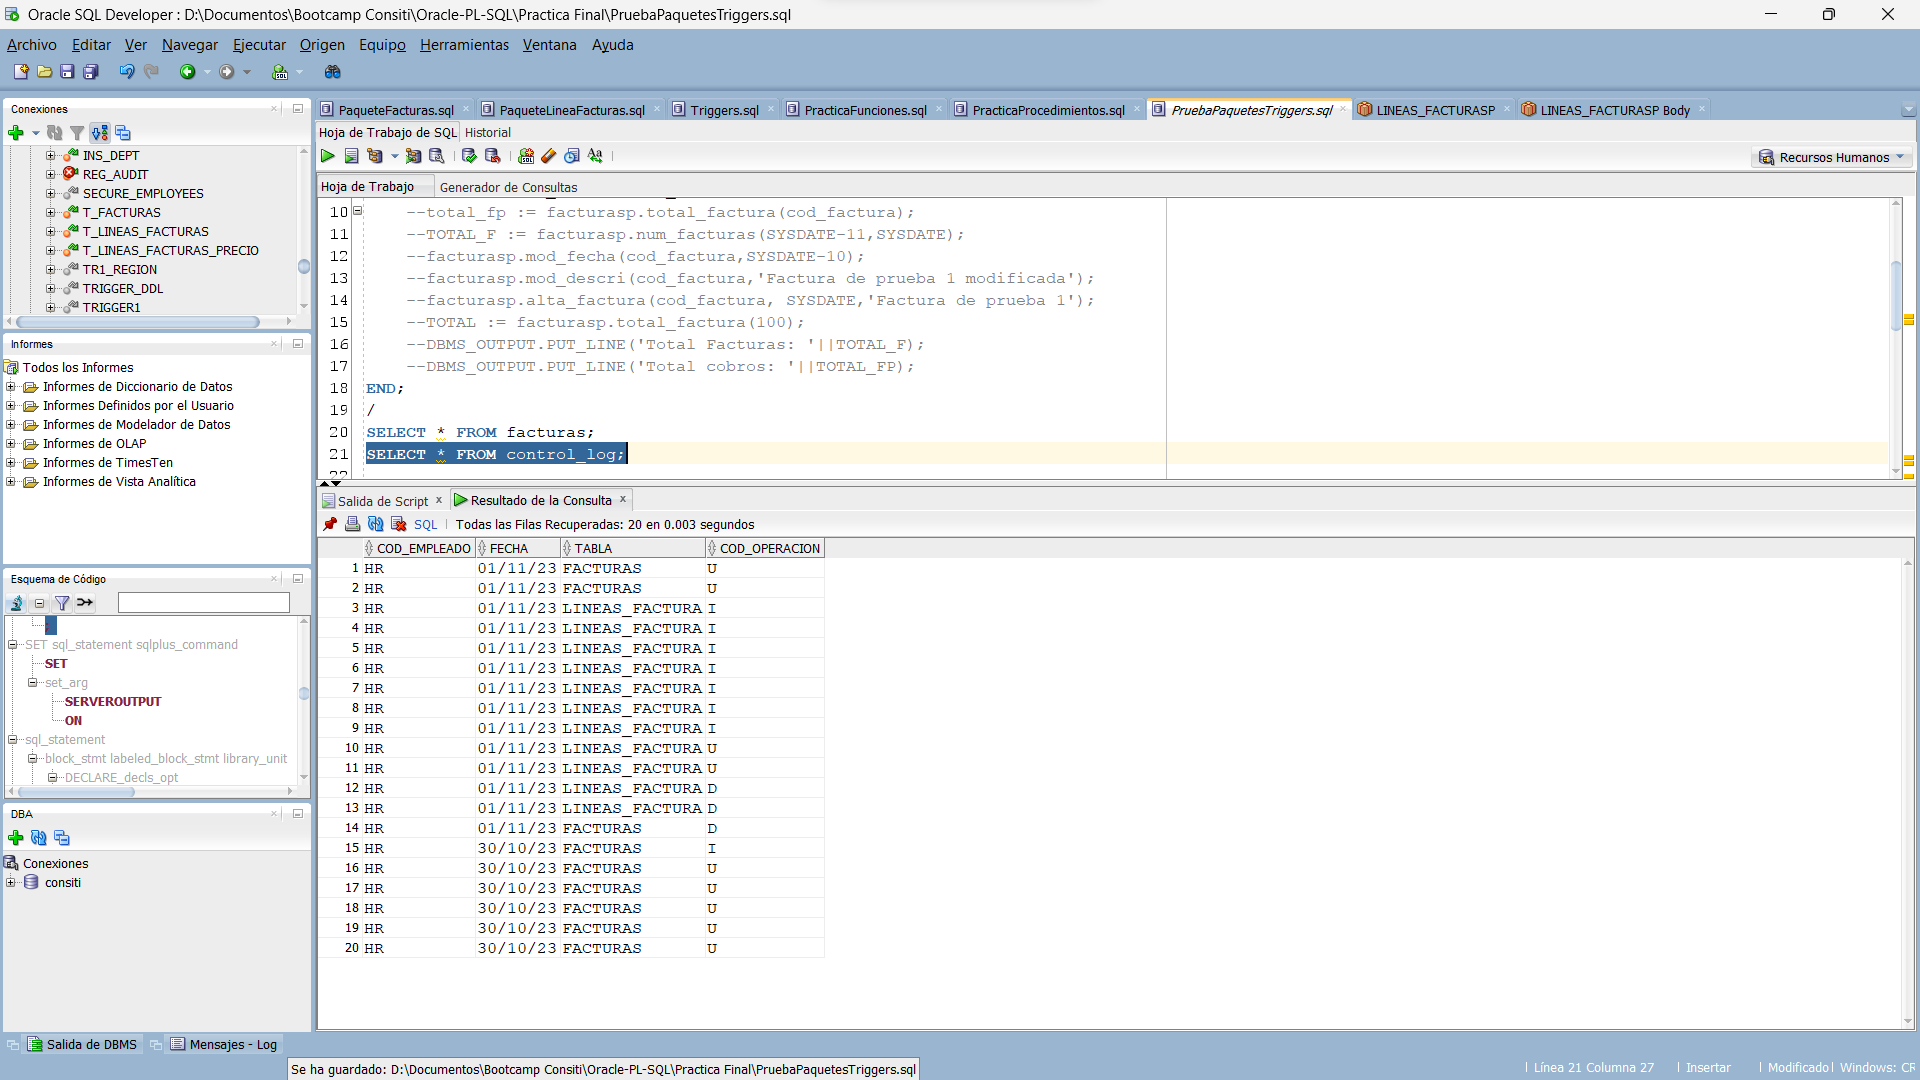 Oracle SQL Developer : D:\Documentos\Bootcamp Consiti\Oracle-PL-SQL\Practica Final\PruebaPaquetesTriggers.sql
Archivo Editar Ver Navegar Ejecutar Origen Equipo Herramientas Ventana Ayuda
Conexiones
INS_DEPT
REG_AUDIT
SECURE_EMPLOYEES
T_FACTURAS
T_LINEAS_FACTURAS
T_LINEAS_FACTURAS_PRECIO
TR1_REGION
TRIGGER_DDL
TRIGGER1
Informes
Todos los Informes
Informes de Diccionario de Datos
Informes Definidos por el Usuario
Informes de Modelador de Datos
Informes de OLAP
Informes de TimesTen
Informes de Vista Analítica
Esquema de Código
;
SET sql_statement sqlplus_command
SET
set_arg
SERVEROUTPUT
ON
sql_statement
block_stmt labeled_block_stmt library_unit
DECLARE_decls_opt
DBA
Conexiones
consiti
PaqueteFacturas.sql PaqueteLineaFacturas.sql Triggers.sql PracticaFunciones.sql PracticaProcedimientos.sql PruebaPaquetesTriggers.sql LINEAS_FACTURASP LINEAS_FACTURASP Body
Hoja de Trabajo de SQL Historial
SQL Aa Recursos Humanos
Hoja de Trabajo Generador de Consultas
10 --total_fp := facturasp.total_factura(cod_factura);
11 --TOTAL_F := facturasp.num_facturas(SYSDATE-11,SYSDATE);
12 --facturasp.mod_fecha(cod_factura,SYSDATE-10);
13 --facturasp.mod_descri(cod_factura,'Factura de prueba 1 modificada');
14 --facturasp.alta_factura(cod_factura, SYSDATE,'Factura de prueba 1');
15 --TOTAL := facturasp.total_factura(100);
16 --DBMS_OUTPUT.PUT_LINE('Total Facturas: '||TOTAL_F);
17 --DBMS_OUTPUT.PUT_LINE('Total cobros: '||TOTAL_FP);
18 END;
19 /
20 SELECT * FROM facturas;
21 SELECT * FROM control_log;
22
Salida de Script Resultado de la Consulta
SQL Todas las Filas Recuperadas: 20 en 0.003 segundos
COD_EMPLEADO FECHA TABLA COD_OPERACION
1 HR 01/11/23 FACTURAS U
2 HR 01/11/23 FACTURAS U
3 HR 01/11/23 LINEAS_FACTURA I
4 HR 01/11/23 LINEAS_FACTURA I
5 HR 01/11/23 LINEAS_FACTURA I
6 HR 01/11/23 LINEAS_FACTURA I
7 HR 01/11/23 LINEAS_FACTURA I
8 HR 01/11/23 LINEAS_FACTURA I
9 HR 01/11/23 LINEAS_FACTURA I
10 HR 01/11/23 LINEAS_FACTURA U
11 HR 01/11/23 LINEAS_FACTURA U
12 HR 01/11/23 LINEAS_FACTURA D
13 HR 01/11/23 LINEAS_FACTURA D
14 HR 01/11/23 FACTURAS D
15 HR 30/10/23 FACTURAS I
16 HR 30/10/23 FACTURAS U
17 HR 30/10/23 FACTURAS U
18 HR 30/10/23 FACTURAS U
19 HR 30/10/23 FACTURAS U
20 HR 30/10/23 FACTURAS U
Salida de DBMS Mensajes - Log
Se ha guardado: D:\Documentos\Bootcamp Consiti\Oracle-PL-SQL\Practica Final\PruebaPaquetesTriggers.sql
Línea 21 Columna 27 Insertar Modificado Windows: CR